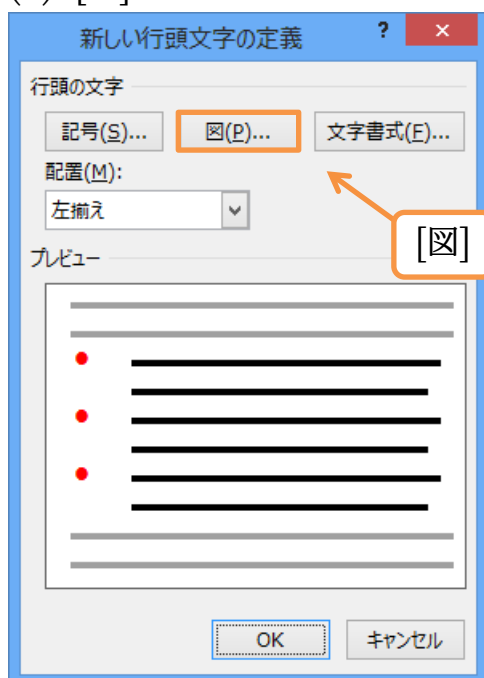 新しい行頭文字の定義 ? ×
行頭の文字
記号(S)... 図(P)... 文字書式(F)...
配置(M):
左揃え
[図]
プレビュー
OK キャンセル